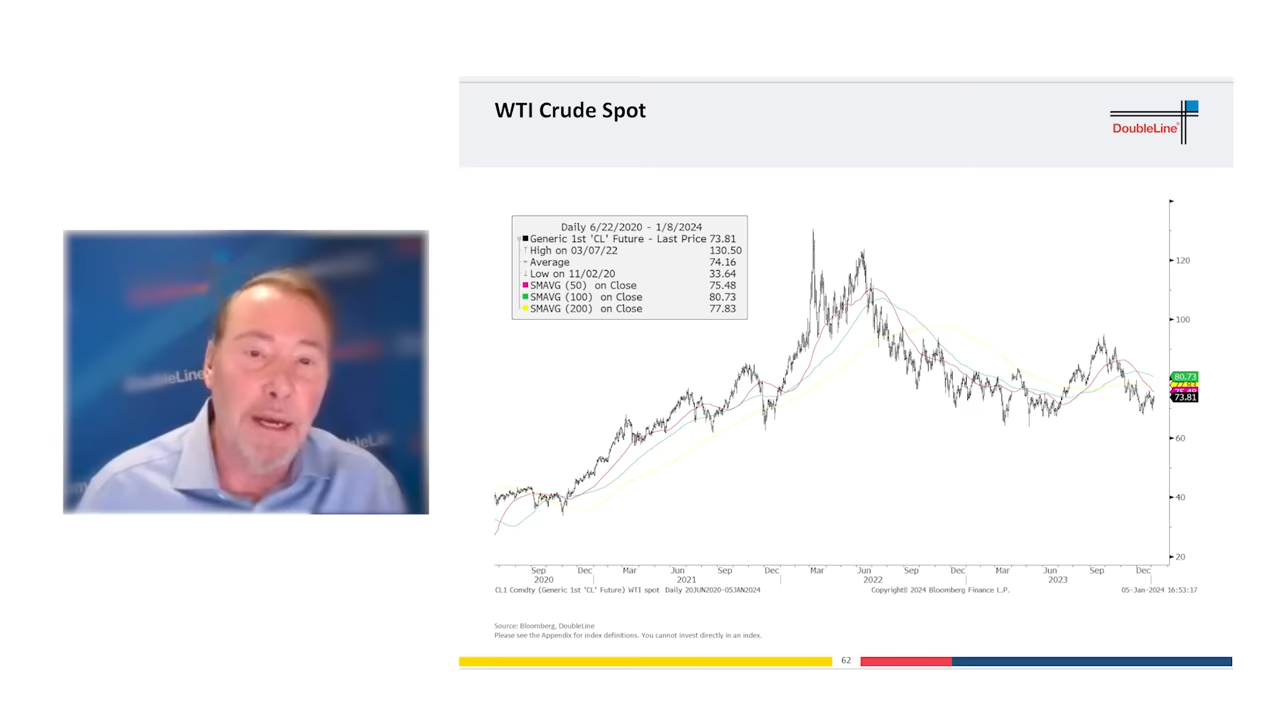 WTI Crude Spot
DoubleLine®
Daily 6/22/2020 - 1/8/2024
Generic 1st 'CL' Future - Last Price 73.81
High on 03/07/22 130.50
Average 74.16
Low on 11/02/20 33.64
SMAVG (50) on Close 75.48
SMAVG (100) on Close 80.73
SMAVG (200) on Close 77.83
120
100
80.73
77.83
75.48
73.81
60
40
20
Sep Dec Mar Jun Sep Dec Mar Jun Sep Dec Mar Jun Sep Dec
2020 2021 2022 2023
CL1 Comdty (Generic 1st 'CL' Future) WTI spot Daily 20JUN2020-05JAN2024
Copyright© 2024 Bloomberg Finance L.P.
05-Jan-2024 16:53:17
Source: Bloomberg, DoubleLine
Please see the Appendix for index definitions. You cannot invest directly in an index.
62
DoubleLine